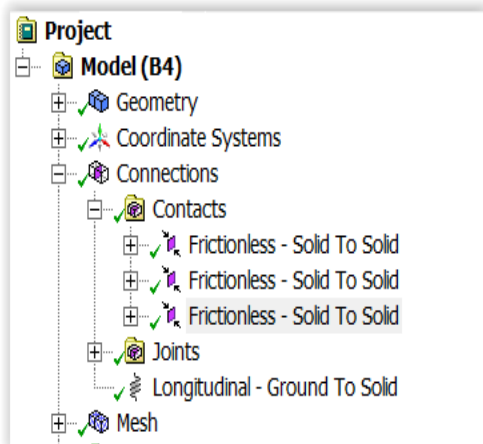 Project
Model (B4)
Geometry
Coordinate Systems
Connections
Contacts
Frictionless - Solid To Solid
Frictionless - Solid To Solid
Frictionless - Solid To Solid
Joints
Longitudinal - Ground To Solid
Mesh